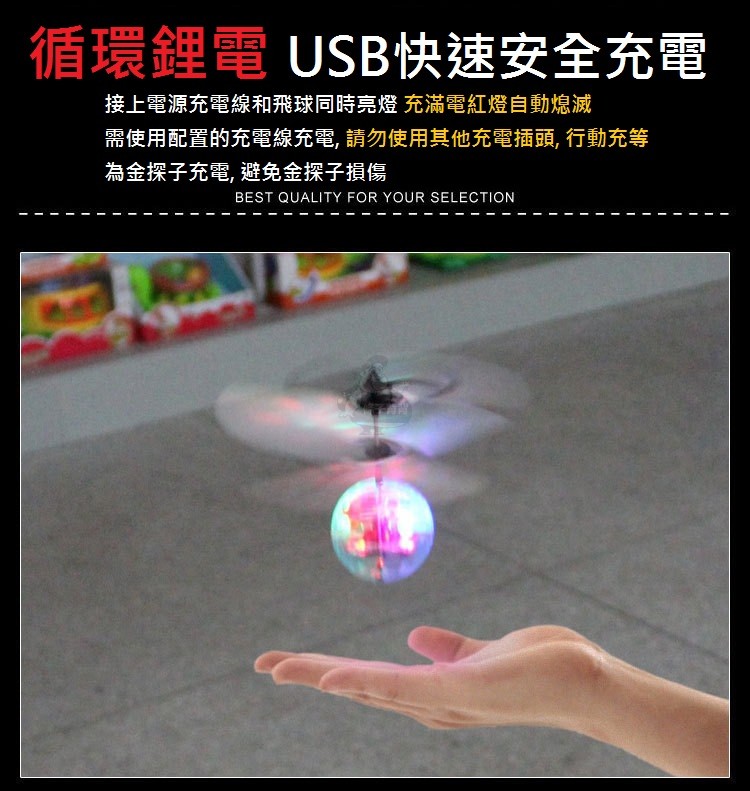 循環鋰電 USB快速安全充電
接上電源充電線和飛球同時亮燈 充滿電紅燈自動熄滅
需使用配置的充電線充電, 請勿使用其他充電插頭, 行動充等
為金探子充電, 避免金探子損傷
BEST QUALITY FOR YOUR SELECTION